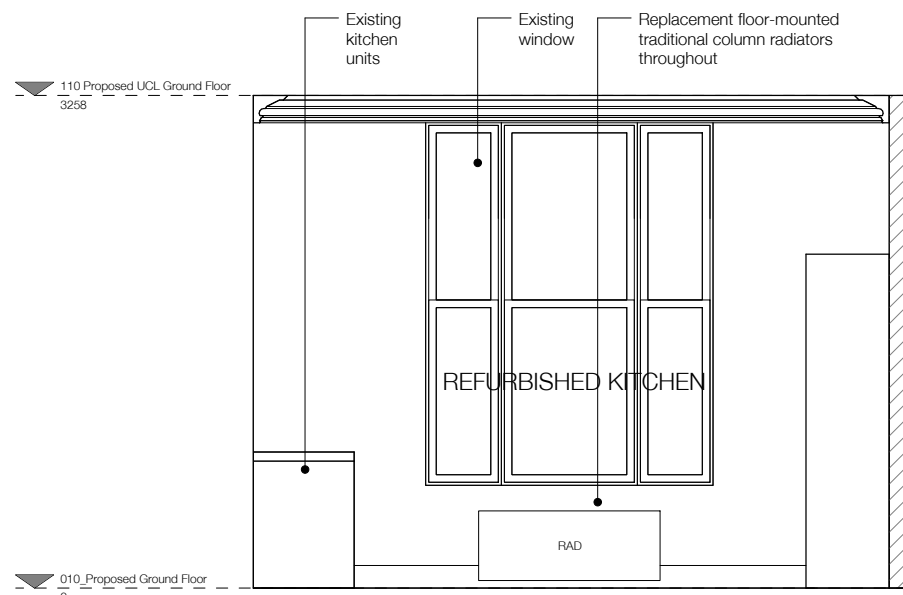 Existing
kitchen
units
Existing
window
Replacement floor-mounted
traditional column radiators
throughout
110 Proposed UCL Ground Floor
3258
REFURBISHED KITCHEN
RAD
010_Proposed Ground Floor